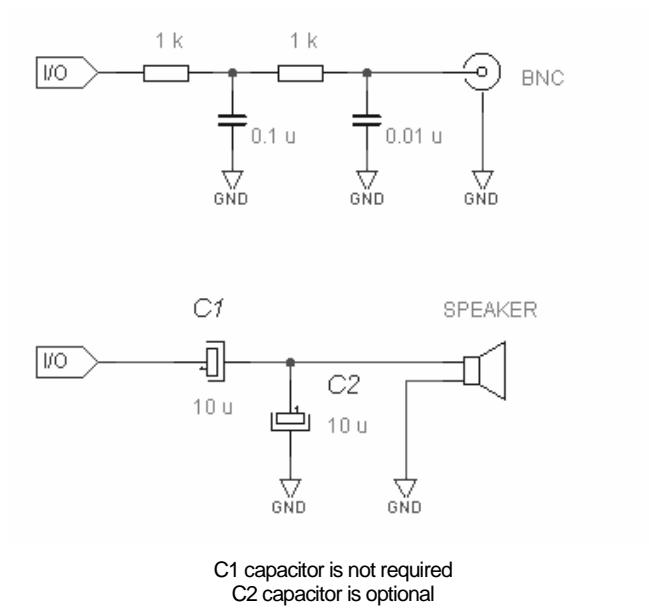 1 k 1 k
I/O
BNC
0.1 u 0.01 u
GND GND GND
C1 SPEAKER
I/O
C2
10 u 10 u
GND GND
C1 capacitor is not required
C2 capacitor is optional